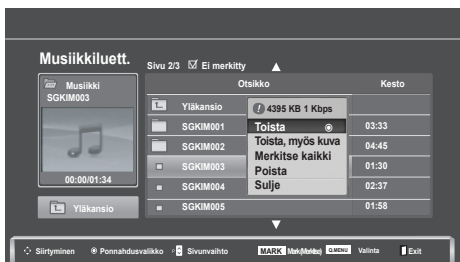 Musiikkiluett.
Sivu 2/3 ☑ Ei merkitty
Musiikki
SGKIM003
00:00/01:34
Yläkansio
Otsikko Kesto
Yläkansio
SGKIM001 03:33
SGKIM002 04:45
SGKIM003 01:30
SGKIM004 02:37
SGKIM005 01:58
4395 KB 1 Kbps
Toista
Toista, myös kuva
Merkitse kaikki
Poista
Sulje
Siirtyminen Ponnahdusvalikko Sivunvaihto MARK Q.MENU Valinta Exit